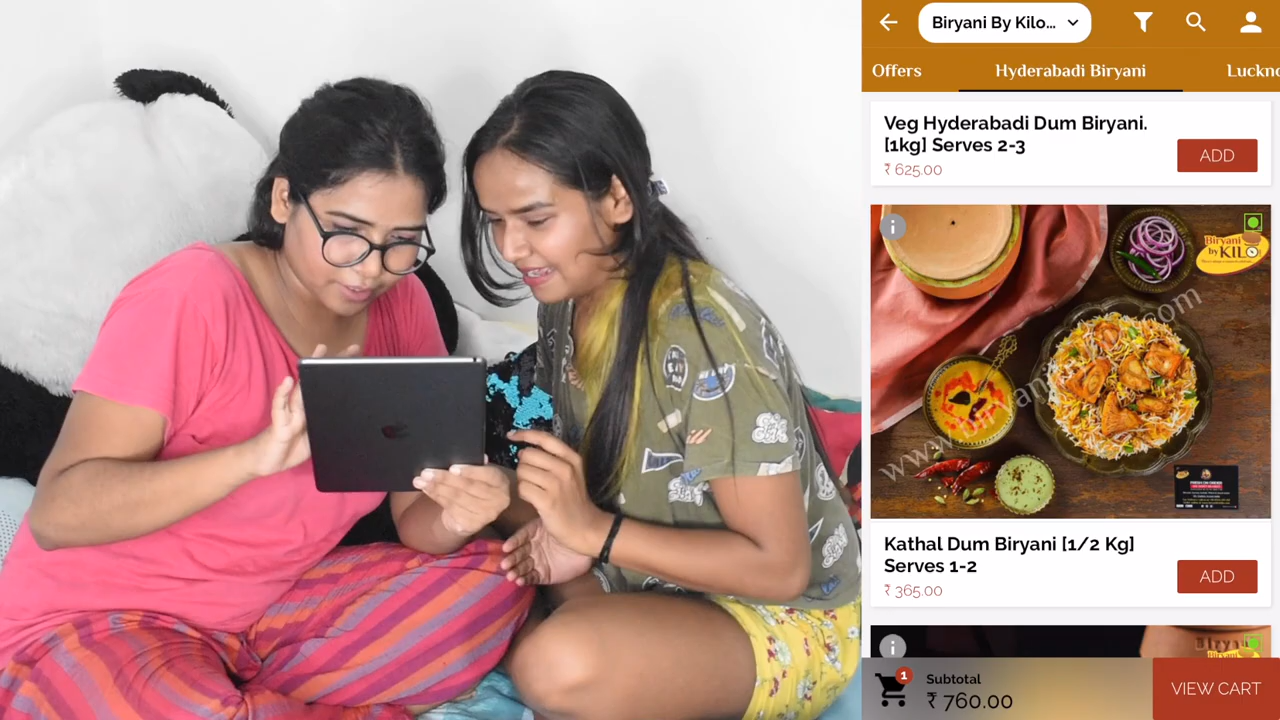 Biryani By Kilo...
Offers
Hyderabadi Biryani
Luckno
Veg Hyderabadi Dum Biryani.
[1kg] Serves 2-3
₹ 625.00
ADD
Biryani
by KILO
Kathal Dum Biryani [1/2 Kg]
Serves 1-2
₹ 365.00
ADD
1
Subtotal
₹ 760.00
VIEW CART